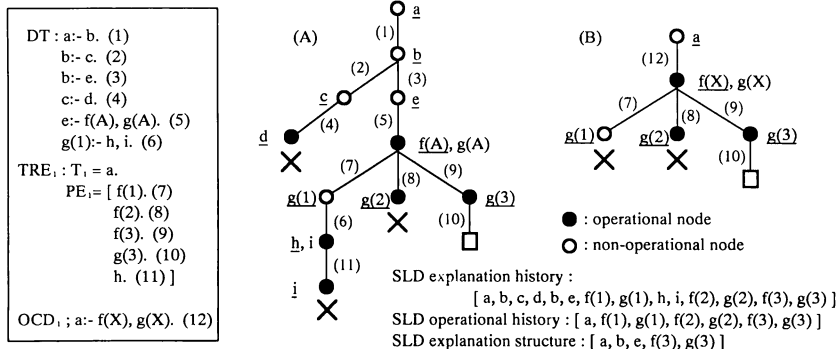 DT : a:- b. (1)
b:- c. (2)
b:- e. (3)
c:- d. (4)
e:- f(A), g(A). (5)
g(1):- h, i. (6)
TRE₁ : T₁ = a.
PE₁= [ f(1). (7)
f(2). (8)
f(3). (9)
g(3). (10)
h. (11) ]
OCD₁ ; a:- f(X), g(X). (12)
(A)
a
(1)
b
(2)
(3)
c
e
(4)
(5)
d
f(A), g(A)
(7)
(8)
(9)
g(1)
g(2)
g(3)
(6)
(10)
h, i
(11)
i
(B)
a
(12)
f(X), g(X)
(7)
(8)
(9)
g(1)
g(2)
g(3)
(10)
: operational node
: non-operational node
SLD explanation history :
[ a, b, c, d, b, e, f(1), g(1), h, i, f(2), g(2), f(3), g(3) ]
SLD operational history : [ a, f(1), g(1), f(2), g(2), f(3), g(3) ]
SLD explanation structure : [ a, b, e, f(3), g(3) ]